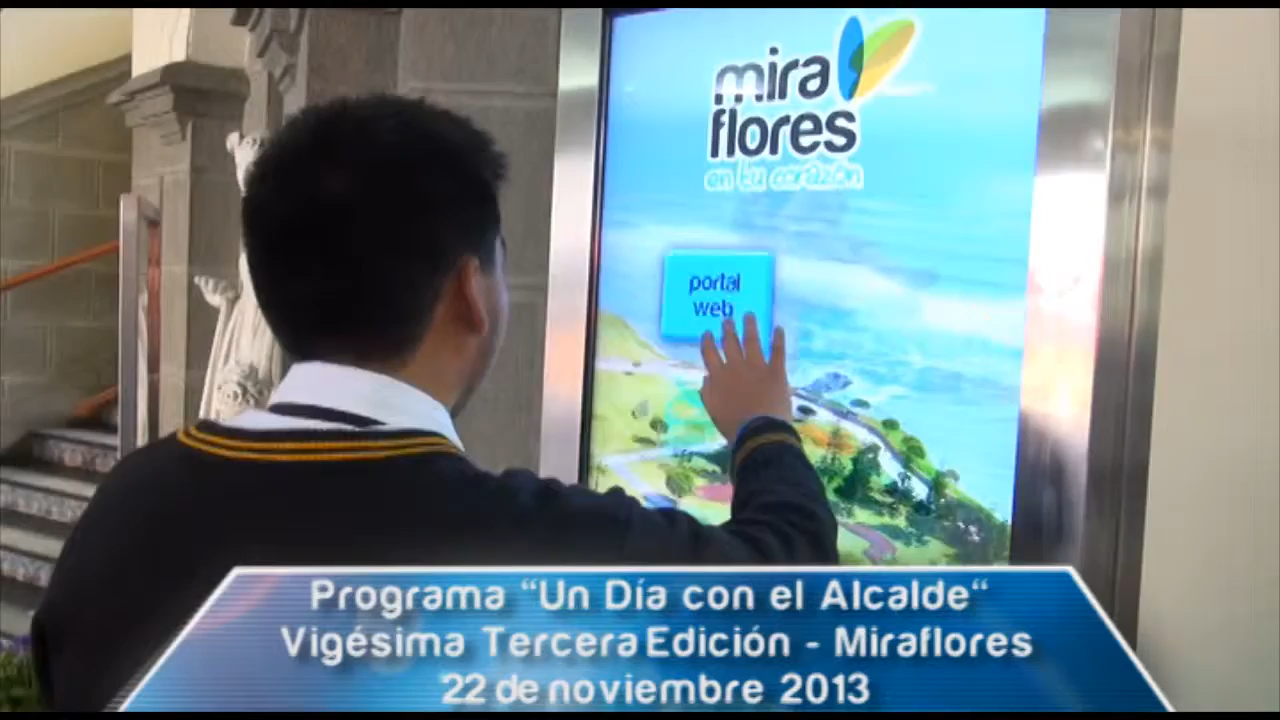 mira
flores
en tu corazón
portal
web
Programa “Un Día con el Alcalde“
Vigésima Tercera Edición - Miraflores
22 de noviembre 2013